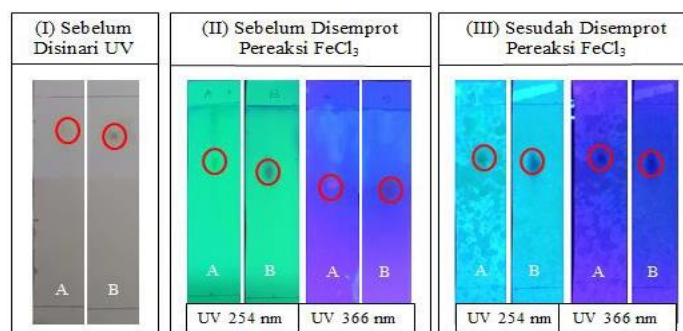 (I) Sebelum
Disinari UV
(II) Sebelum Disemprot
Pereaksi FeCl₃
(III) Sesudah Disemprot
Pereaksi FeCl₃
A B
A B A B
A B A B
UV 254 nm UV 366 nm
UV 254 nm UV 366 nm